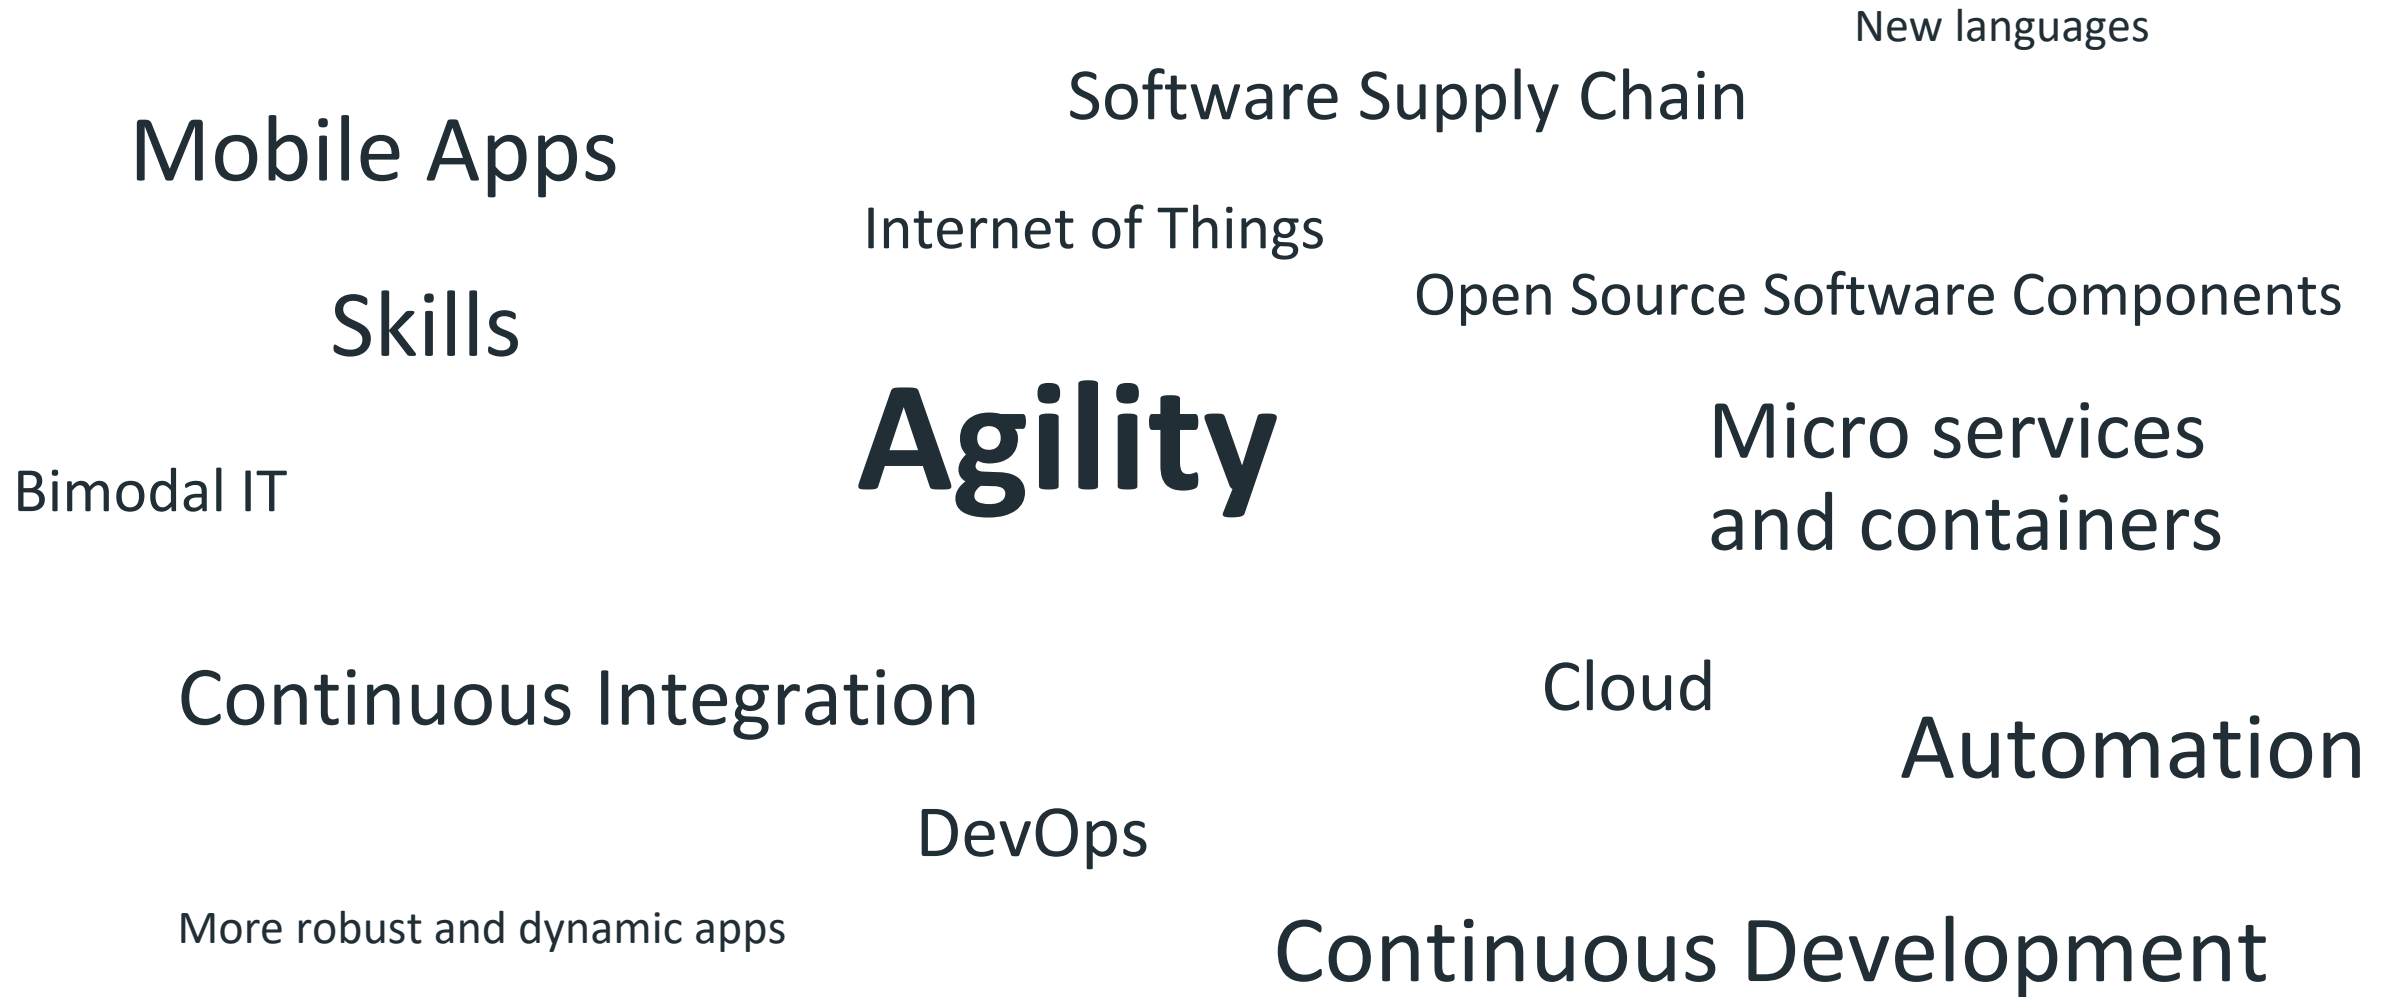 New languages
Software Supply Chain
Mobile Apps
Internet of Things
Open Source Software Components
Skills
Agility
Micro services
and containers
Bimodal IT
Continuous Integration
Cloud
Automation
DevOps
More robust and dynamic apps
Continuous Development